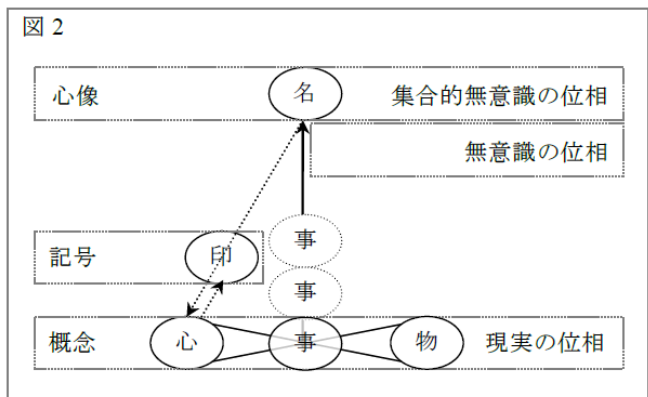 図 2
心像 名 集合的無意識の位相
無意識の位相
事
記号 印
事
概念 心 事 物 現実の位相